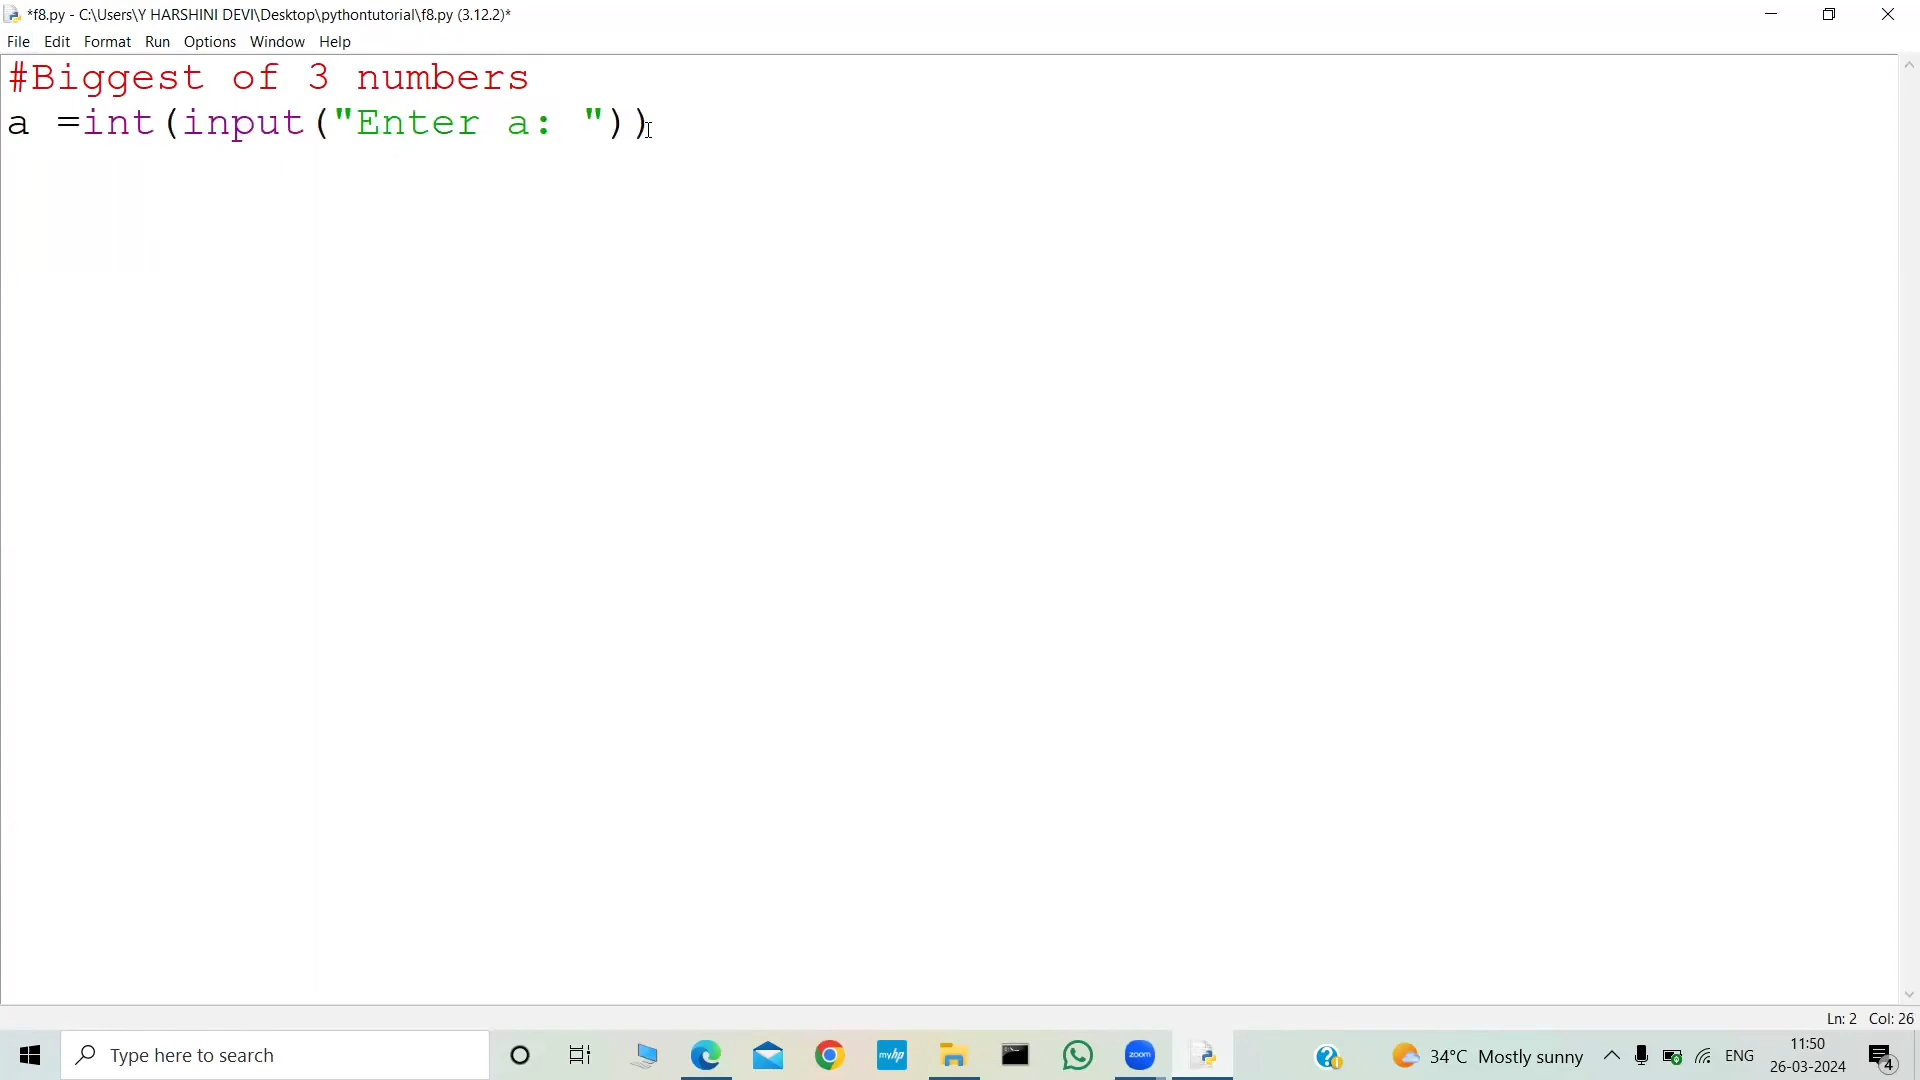 *f8.py - C:\Users\Y HARSHINI DEVI\Desktop\pythontutorial\f8.py (3.12.2)*
File Edit Format Run Options Window Help
#Biggest of 3 numbers
a =int(input("Enter a: "))
Ln: 2 Col: 26
Type here to search
myhp
zoom
34°C Mostly sunny
ENG
11:50
26-03-2024
4